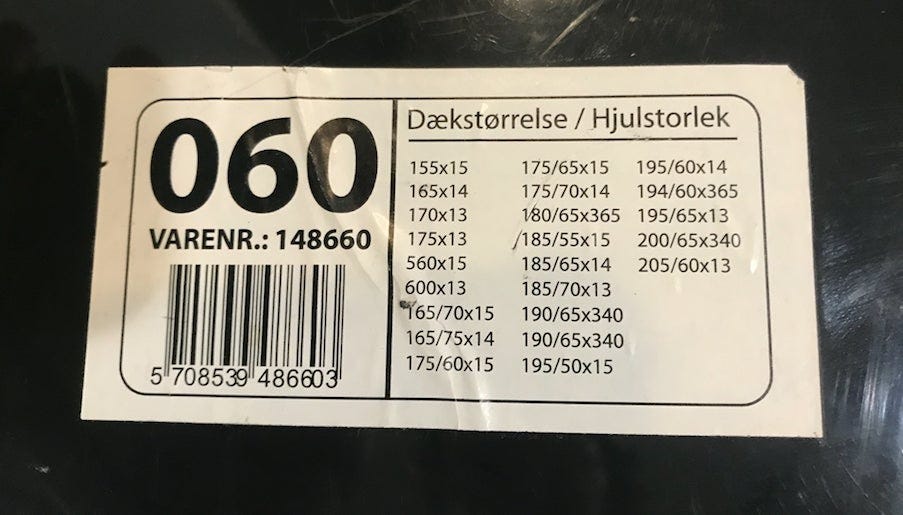 060
VARENR.: 148660
5 708539 486603
Dækstørrelse / Hjulstorlek
155x15 175/65x15 195/60x14
165x14 175/70x14 194/60x365
170x13 180/65x365 195/65x13
175x13 185/55x15 200/65x340
560x15 185/65x14 205/60x13
600x13 185/70x13
165/70x15 190/65x340
165/75x14 190/65x340
175/60x15 195/50x15